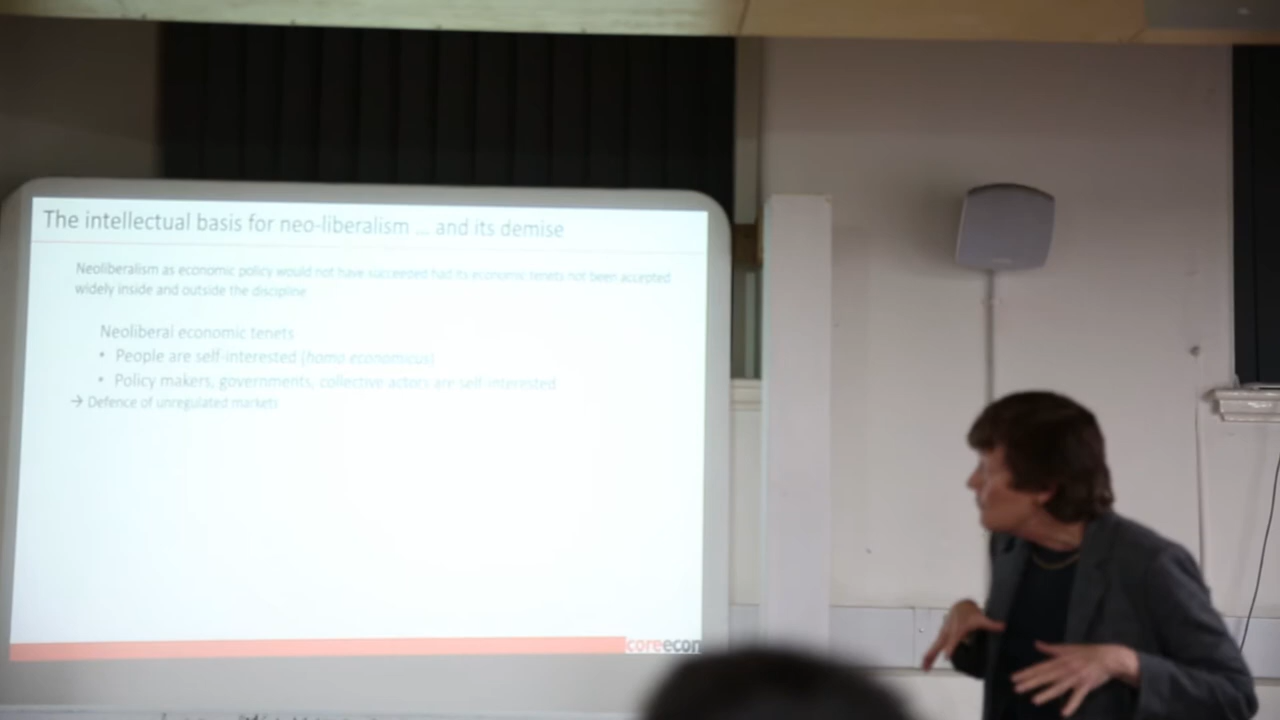 The intellectual basis for neo-liberalism ... and its demise
Neoliberalism as economic policy would not have succeeded had its economic tenets not been accepted
widely inside and outside the discipline
Neoliberal economic tenets
• People are self-interested (homo economicus)
• Policy makers, governments, collective actors are self-interested
→ Defence of unregulated markets
coreecon